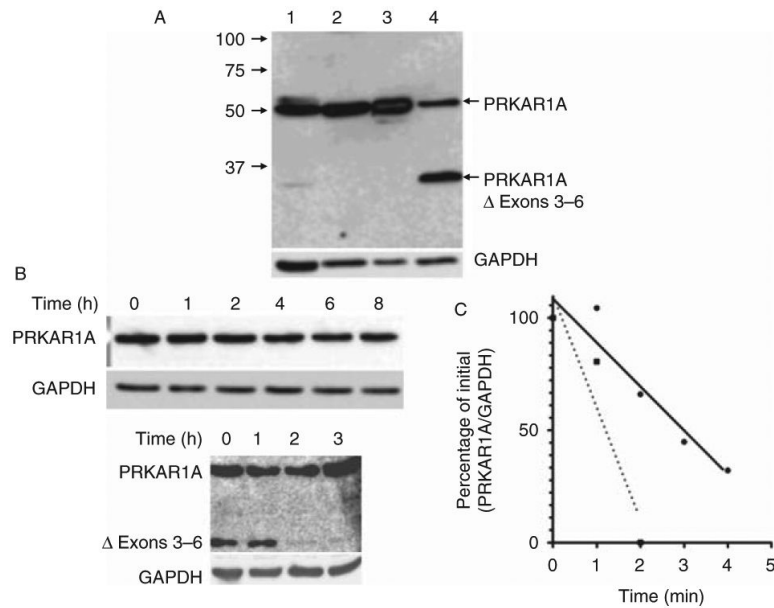 A
1 2 3 4
100
75
50
37
PRKAR1A
PRKAR1A
Δ Exons 3–6
GAPDH
B
Time (h) 0 1 2 4 6 8
PRKAR1A
GAPDH
Time (h) 0 1 2 3
PRKAR1A
Δ Exons 3–6
GAPDH
C
Percentage of initial
(PRKAR1A/GAPDH)
100
50
0
0 1 2 3 4 5
Time (min)